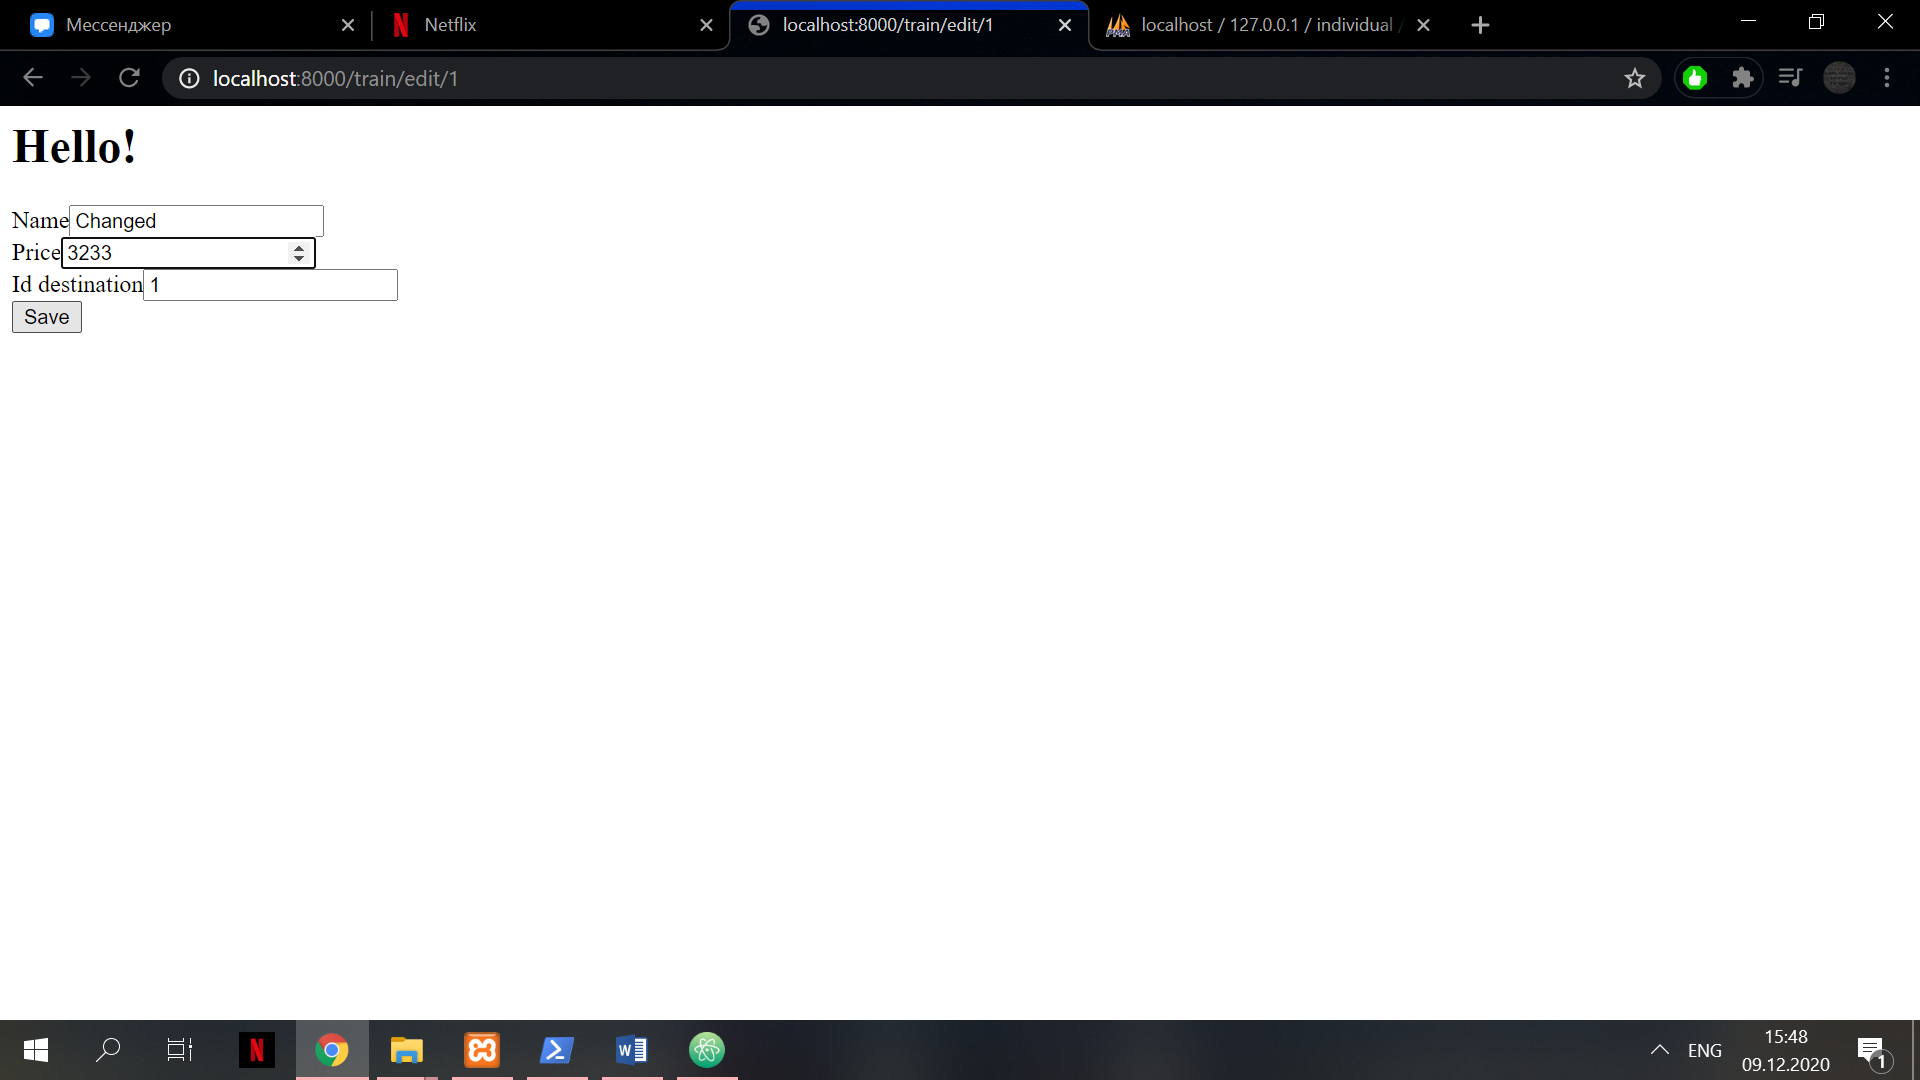 Мессенджер
Netflix
localhost:8000/train/edit/1
localhost / 127.0.0.1 / individual /
localhost:8000/train/edit/1
Hello!
Name Changed
Price 3233
Id destination 1
Save
ENG
15:48
09.12.2020
1